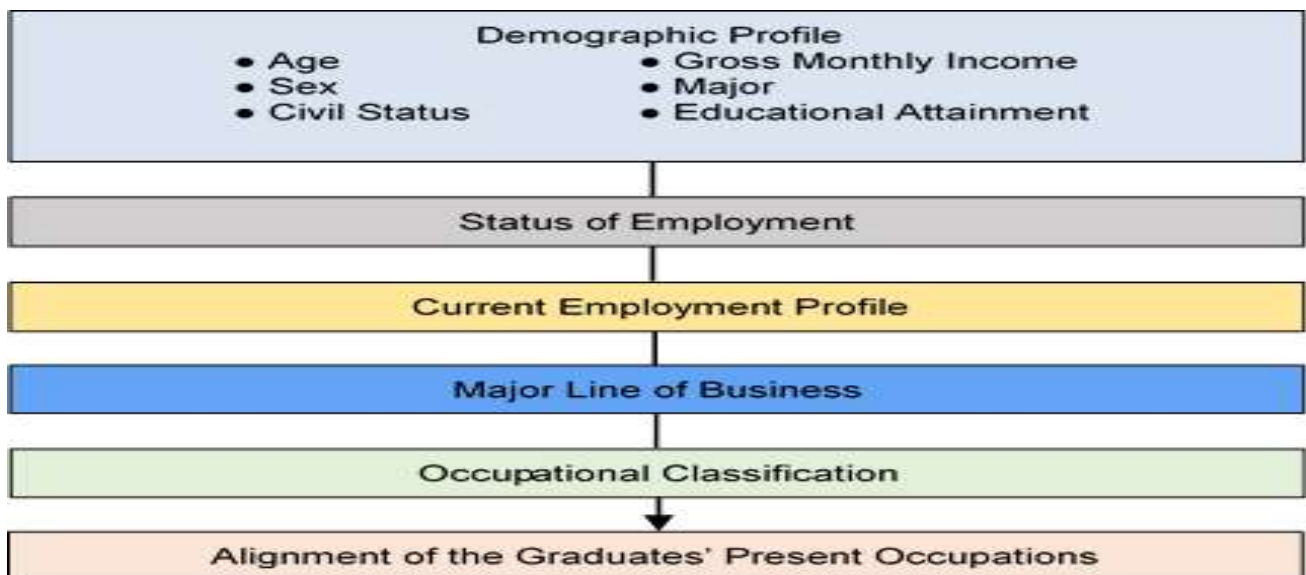 Demographic Profile
● Age
● Sex
● Civil Status
● Gross Monthly Income
● Major
● Educational Attainment
Status of Employment
Current Employment Profile
Major Line of Business
Occupational Classification
Alignment of the Graduates’ Present Occupations